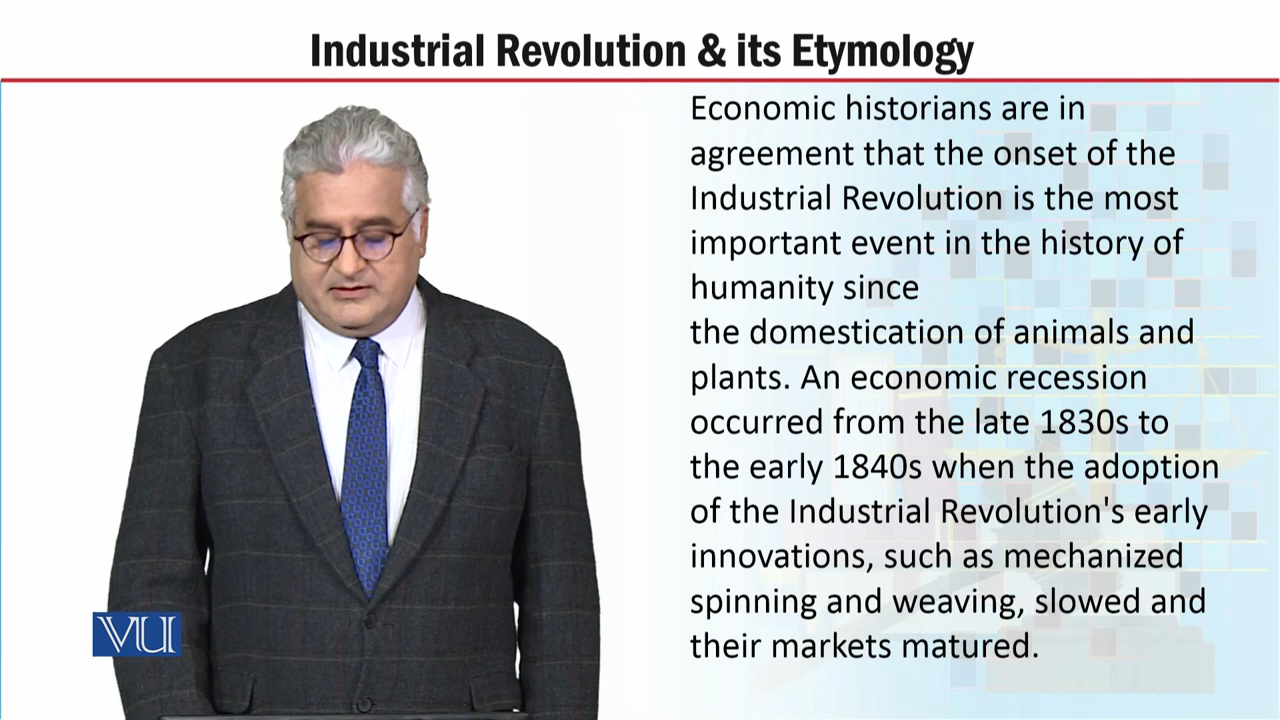 Industrial Revolution & its Etymology
Economic historians are in
agreement that the onset of the
Industrial Revolution is the most
important event in the history of
humanity since
the domestication of animals and
plants. An economic recession
occurred from the late 1830s to
the early 1840s when the adoption
of the Industrial Revolution's early
innovations, such as mechanized
spinning and weaving, slowed and
their markets matured.
VU